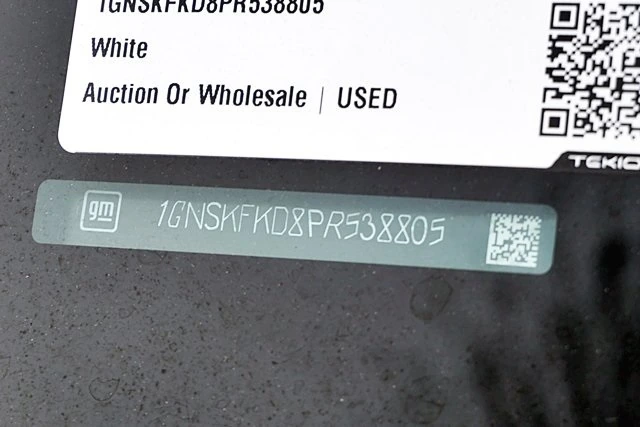 1GNSKFKD8PR538805
White
Auction Or Wholesale | USED
TEKIO
gm
1GNSKFKD8PR538805